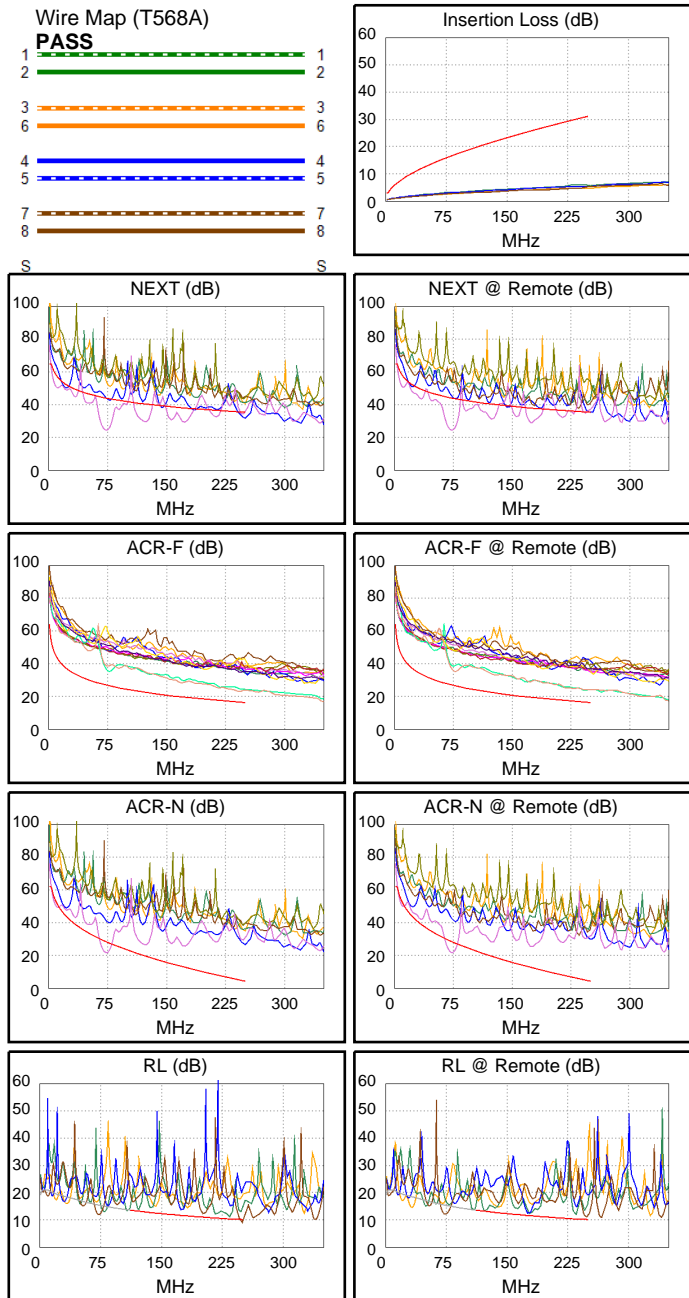 Wire Map (T568A)
PASS
1 1
2 2
3 3
6 6
4 4
5 5
7 7
8 8
S S
Insertion Loss (dB)
60
50
40
30
20
10
0
0 75 150 225 300
MHz
NEXT (dB)
100
80
60
40
20
0
0 75 150 225 300
MHz
NEXT @ Remote (dB)
100
80
60
40
20
0
0 75 150 225 300
MHz
ACR-F (dB)
100
80
60
40
20
0
0 75 150 225 300
MHz
ACR-F @ Remote (dB)
100
80
60
40
20
0
0 75 150 225 300
MHz
ACR-N (dB)
100
80
60
40
20
0
0 75 150 225 300
MHz
ACR-N @ Remote (dB)
100
80
60
40
20
0
0 75 150 225 300
MHz
RL (dB)
60
50
40
30
20
10
0
0 75 150 225 300
MHz
RL @ Remote (dB)
60
50
40
30
20
10
0
0 75 150 225 300
MHz